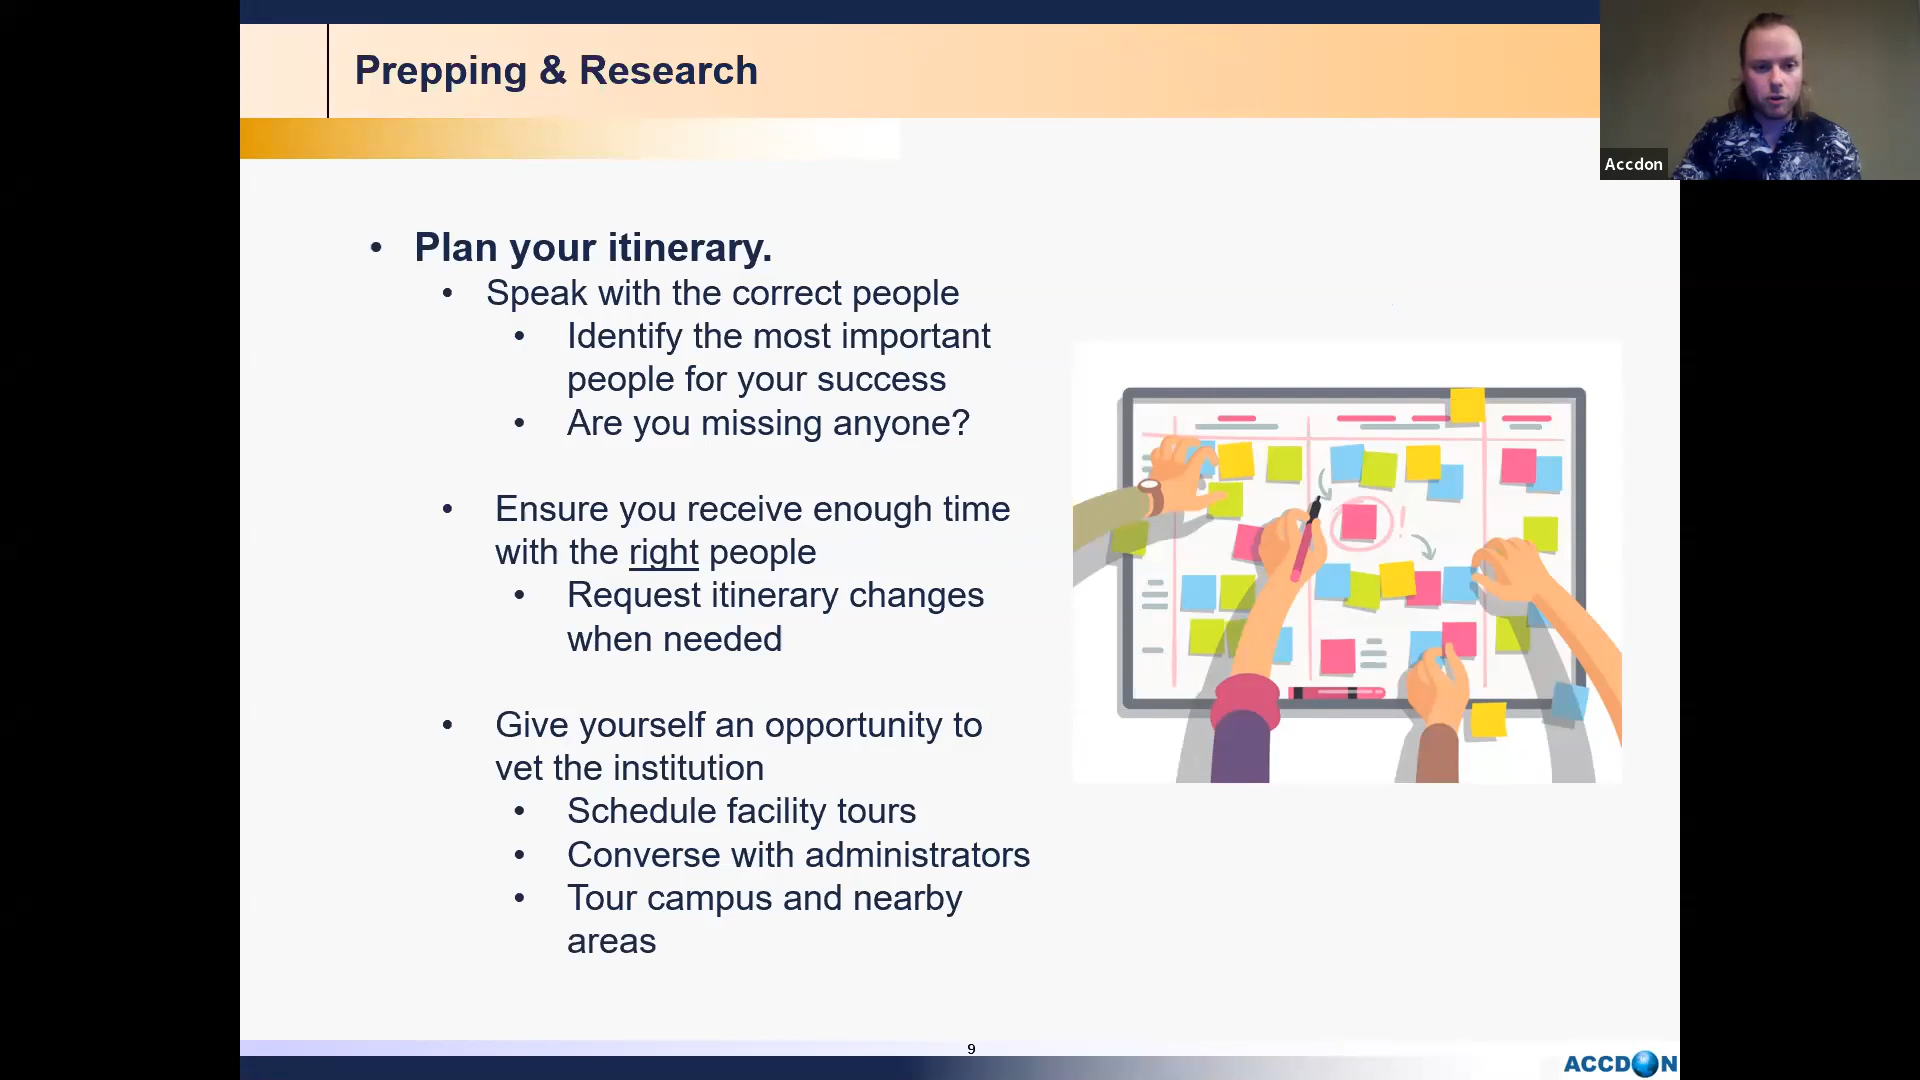 Prepping & Research
Accdon
• Plan your itinerary.
• Speak with the correct people
• Identify the most important
people for your success
• Are you missing anyone?
• Ensure you receive enough time
with the right people
• Request itinerary changes
when needed
• Give yourself an opportunity to
vet the institution
• Schedule facility tours
• Converse with administrators
• Tour campus and nearby
areas
9
ACCDON